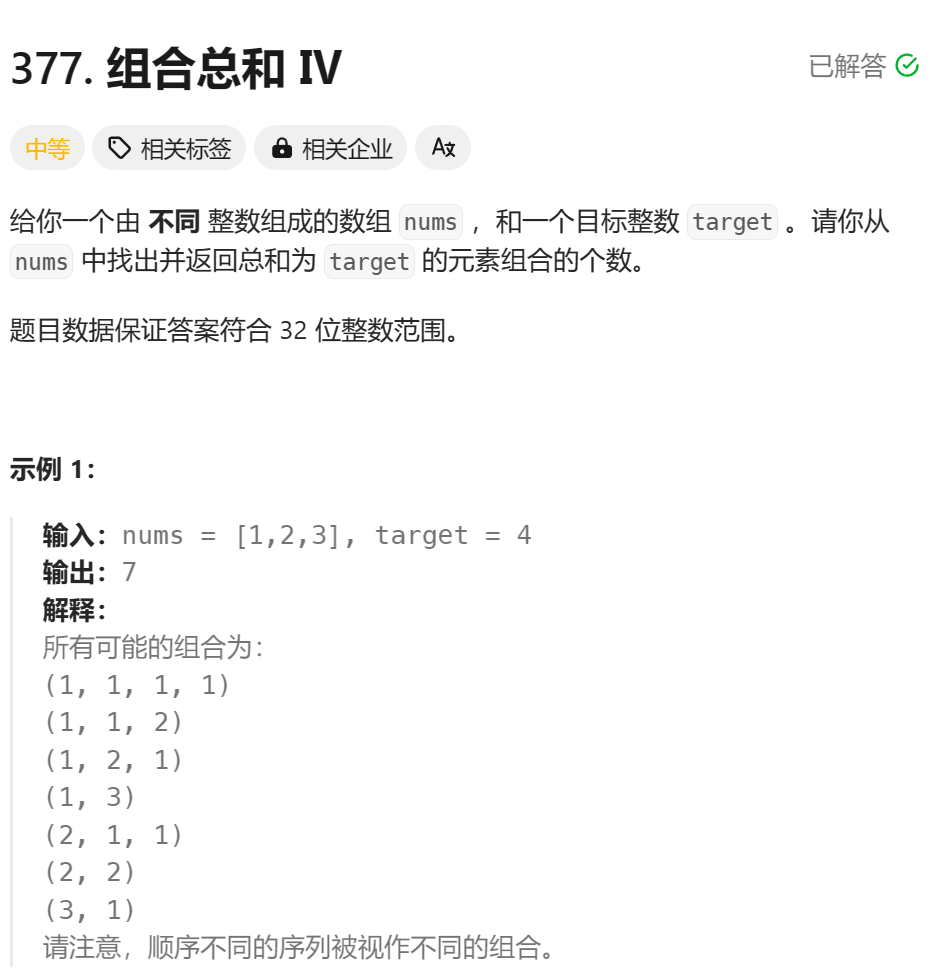 377. 组合总和 IV
已解答
中等 相关标签 相关企业
给你一个由 不同 整数组成的数组 nums ，和一个目标整数 target 。请你从
nums 中找出并返回总和为 target 的元素组合的个数。
题目数据保证答案符合 32 位整数范围。
示例 1：
输入：nums = [1,2,3], target = 4
输出：7
解释：
所有可能的组合为：
(1, 1, 1, 1)
(1, 1, 2)
(1, 2, 1)
(1, 3)
(2, 1, 1)
(2, 2)
(3, 1)
请注意，顺序不同的序列被视作不同的组合。